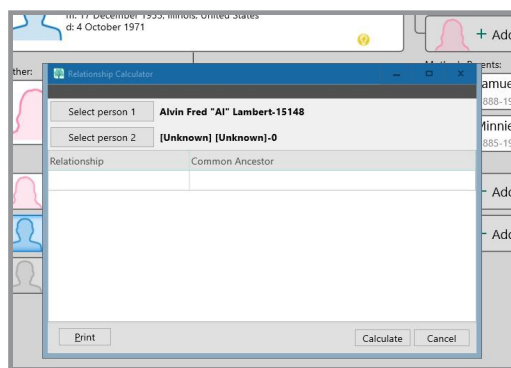 m: 17 December 1955, Illinois, United States
d: 4 October 1971
+ Add
ther:
Relationship Calculator
Select person 1 Alvin Fred "Al" Lambert-15148
Select person 2 [Unknown] [Unknown]-0
Relationship Common Ancestor
Print Calculate Cancel
ents:
amue
888-19
Minnie
885-19
Add
Add